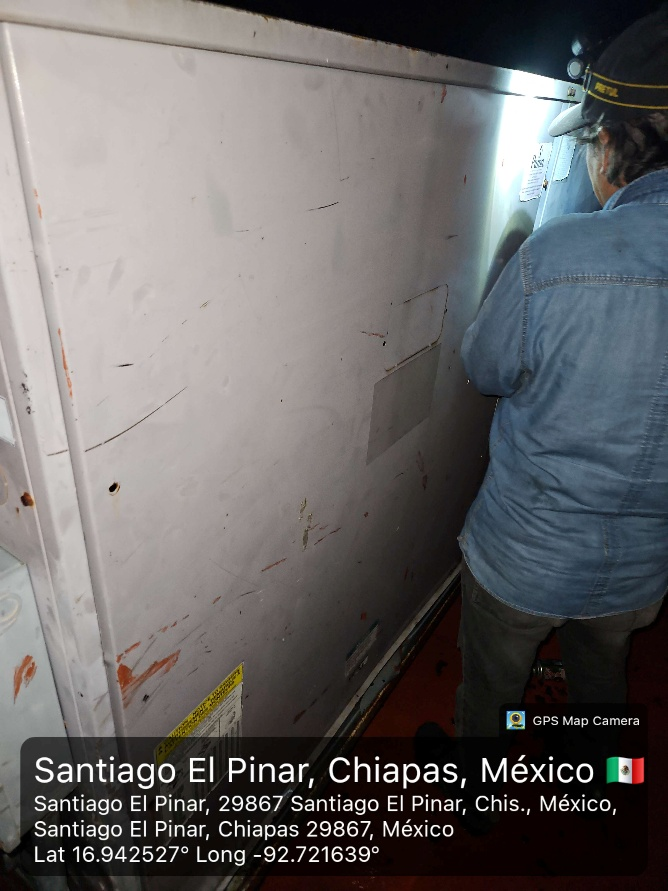 PRETUL
GPS Map Camera
Santiago El Pinar, Chiapas, México
Santiago El Pinar, 29867 Santiago El Pinar, Chis., México,
Santiago El Pinar, Chiapas 29867, México
Lat 16.942527° Long -92.721639°